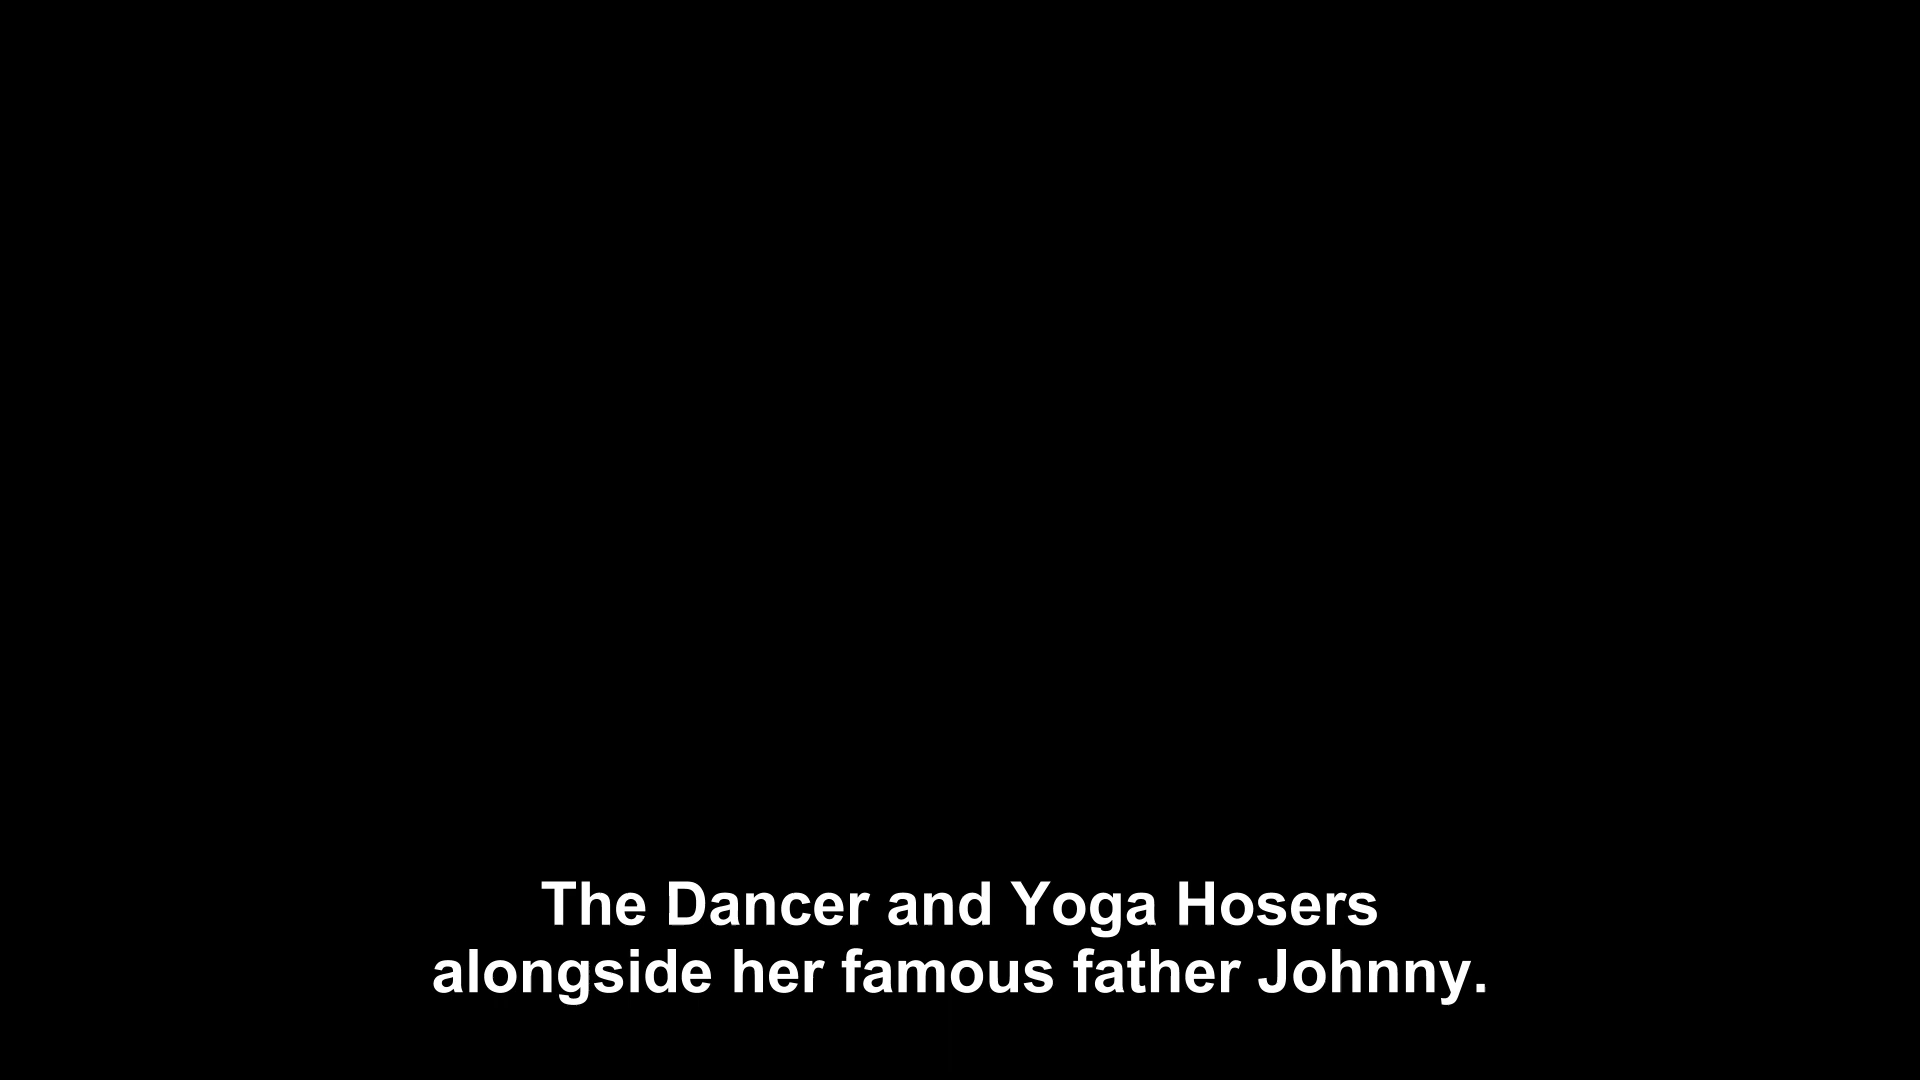 The Dancer and Yoga Hosers
alongside her famous father Johnny.